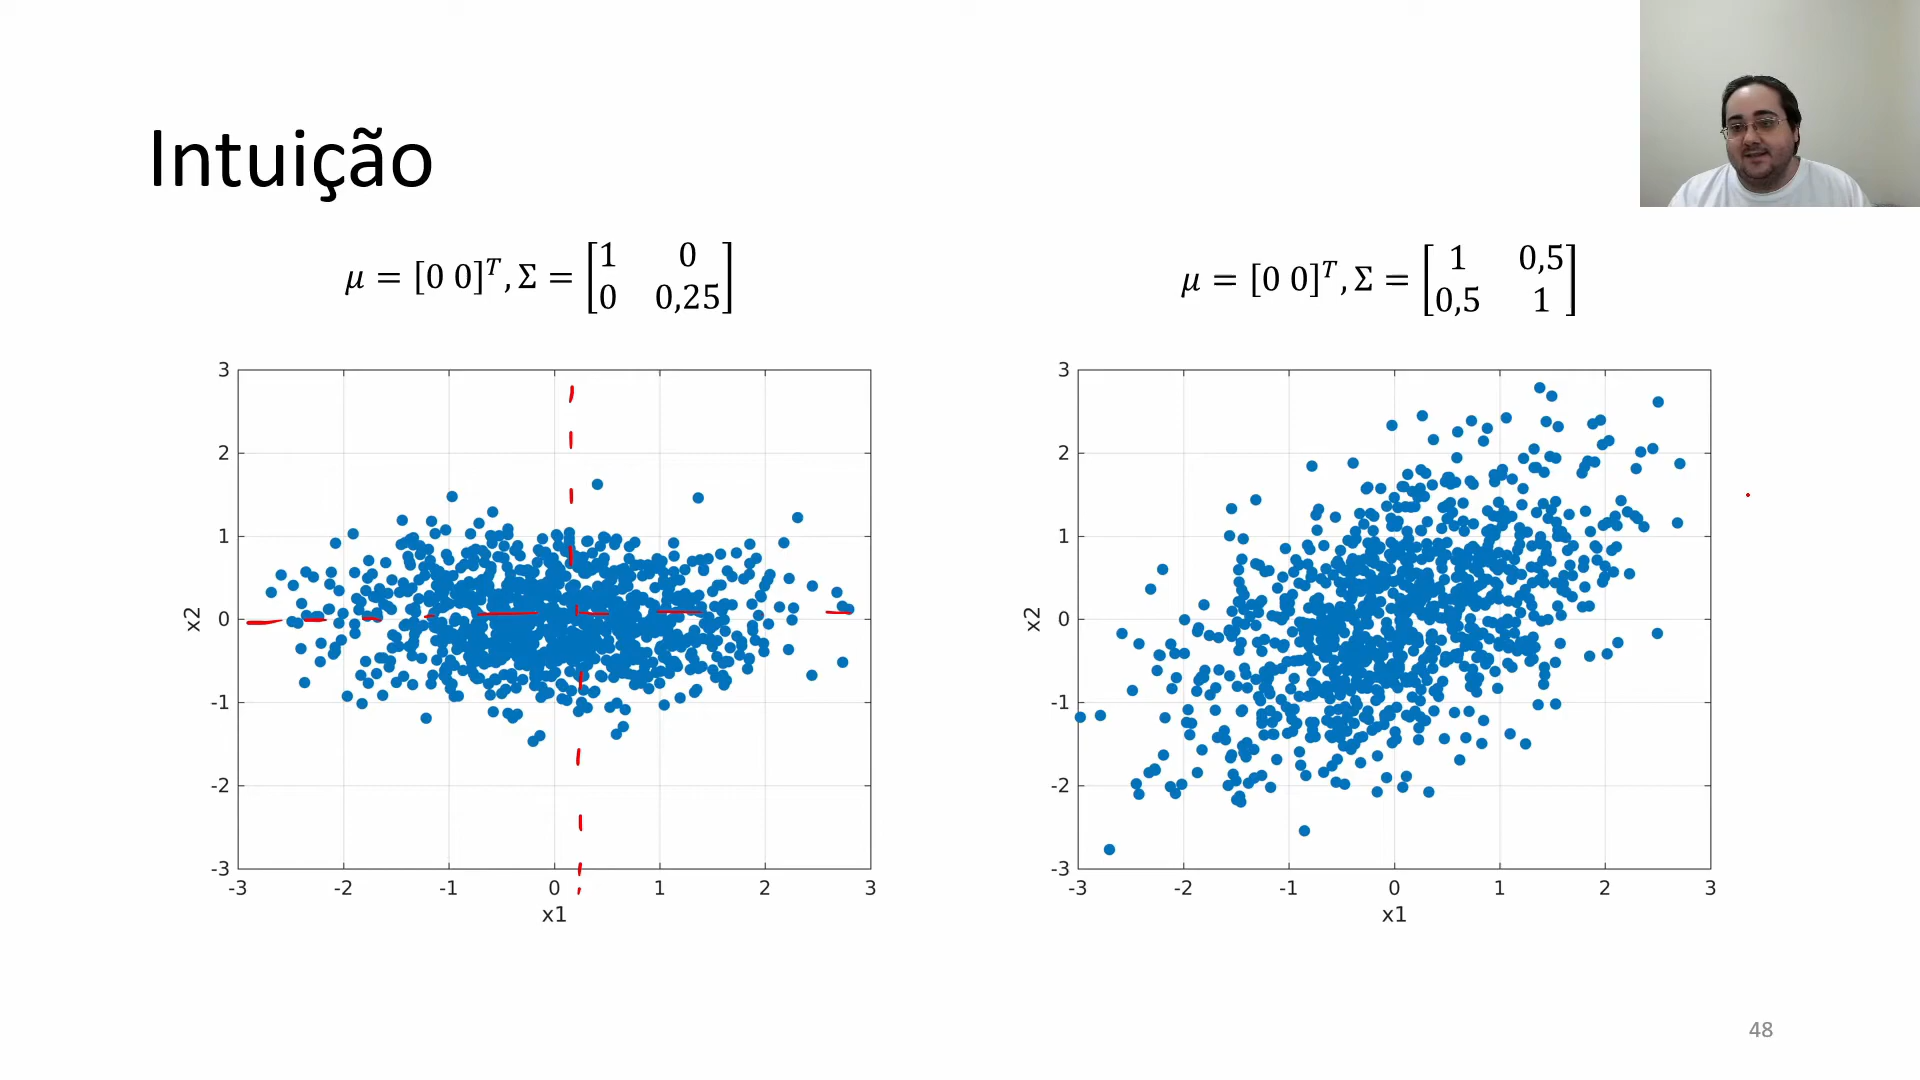 Intuição
μ = [0 0]ᵀ, Σ = [1 0
0 0,25]
μ = [0 0]ᵀ, Σ = [1 0,5
0,5 1]
3
2
1
0
-1
-2
-3
x2
-3 -2 -1 0 1 2 3
x1
3
2
1
0
-1
-2
-3
x2
-3 -2 -1 0 1 2 3
x1
48